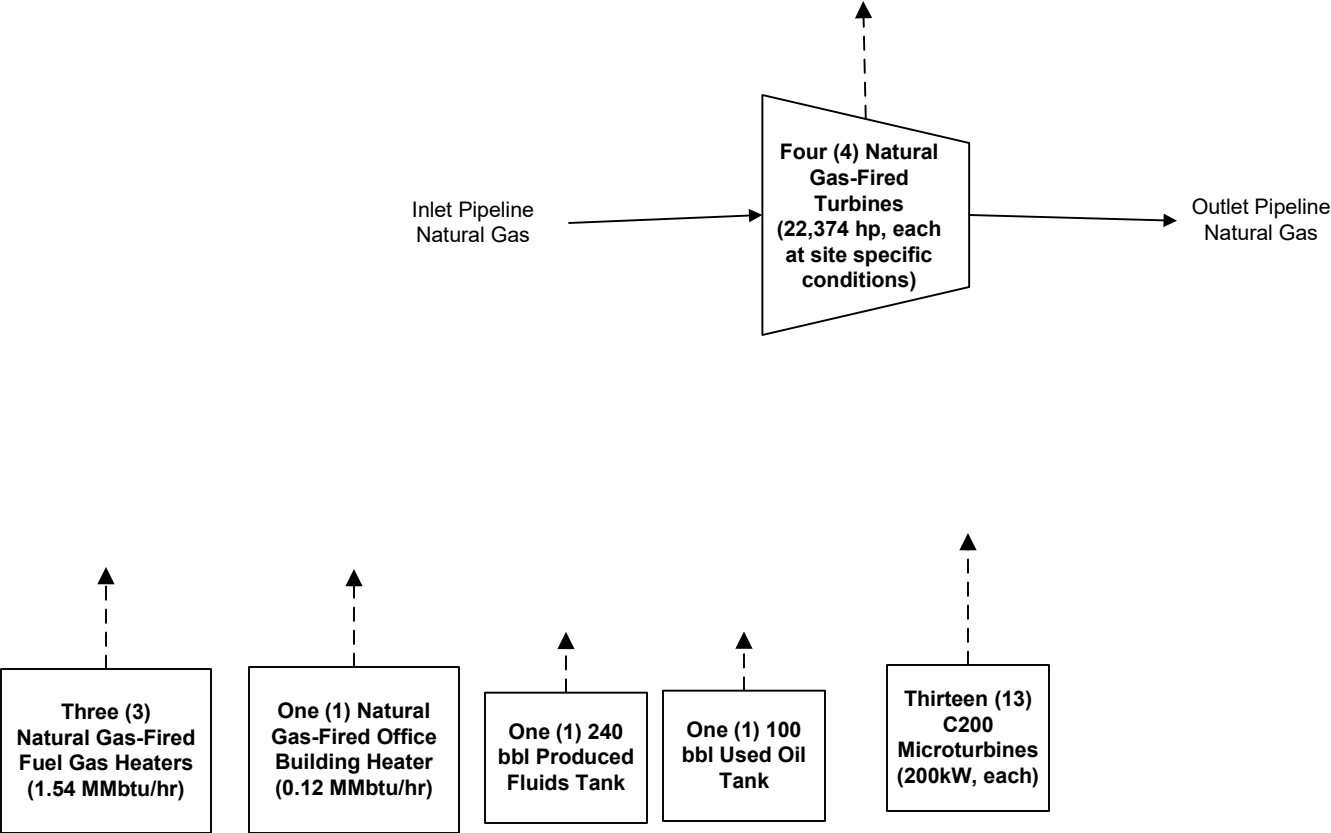 Four (4) Natural
Gas-Fired
Turbines
(22,374 hp, each
at site specific
conditions)
Inlet Pipeline
Natural Gas
Outlet Pipeline
Natural Gas
Three (3)
Natural Gas-Fired
Fuel Gas Heaters
(1.54 MMbtu/hr)
One (1) Natural
Gas-Fired Office
Building Heater
(0.12 MMbtu/hr)
One (1) 240
bbl Produced
Fluids Tank
One (1) 100
bbl Used Oil
Tank
Thirteen (13)
C200
Microturbines
(200kW, each)